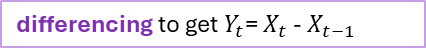 differencing to get Yₜ = Xₜ - Xₜ₋₁